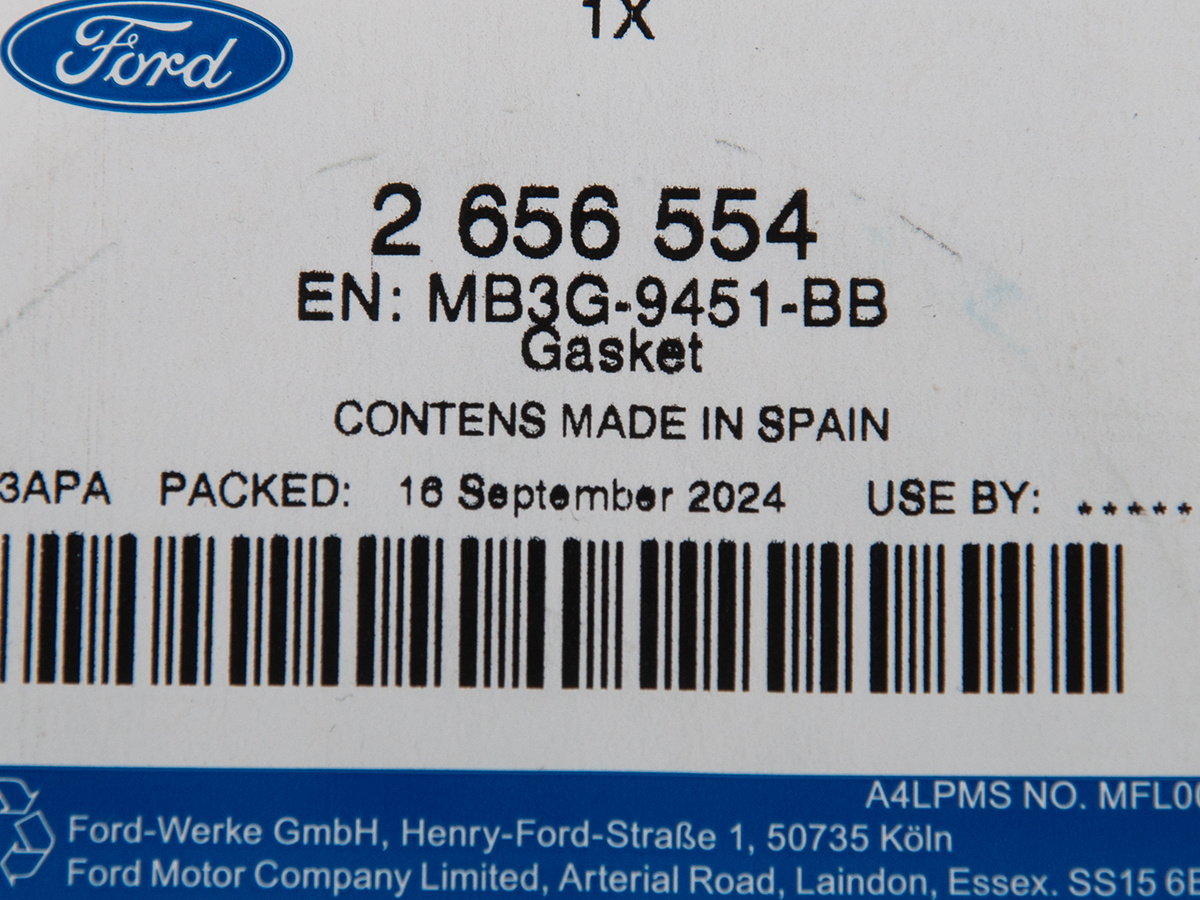 Ford
1X
2 656 554
EN: MB3G-9451-BB
Gasket
CONTENS MADE IN SPAIN
3APA PACKED: 16 September 2024 USE BY: *****
A4LPMS NO. MFL00
Ford-Werke GmbH, Henry-Ford-Straße 1, 50735 Köln
Ford Motor Company Limited, Arterial Road, Laindon, Essex. SS15 6E